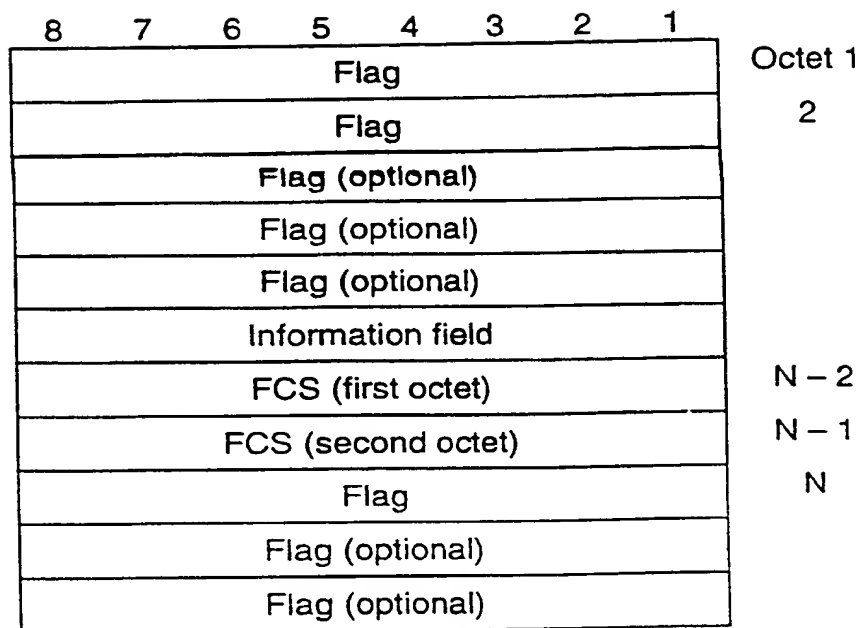 8 7 6 5 4 3 2 1
Flag Octet 1
Flag 2
Flag (optional)
Flag (optional)
Flag (optional)
Information field
FCS (first octet) N – 2
FCS (second octet) N – 1
Flag N
Flag (optional)
Flag (optional)